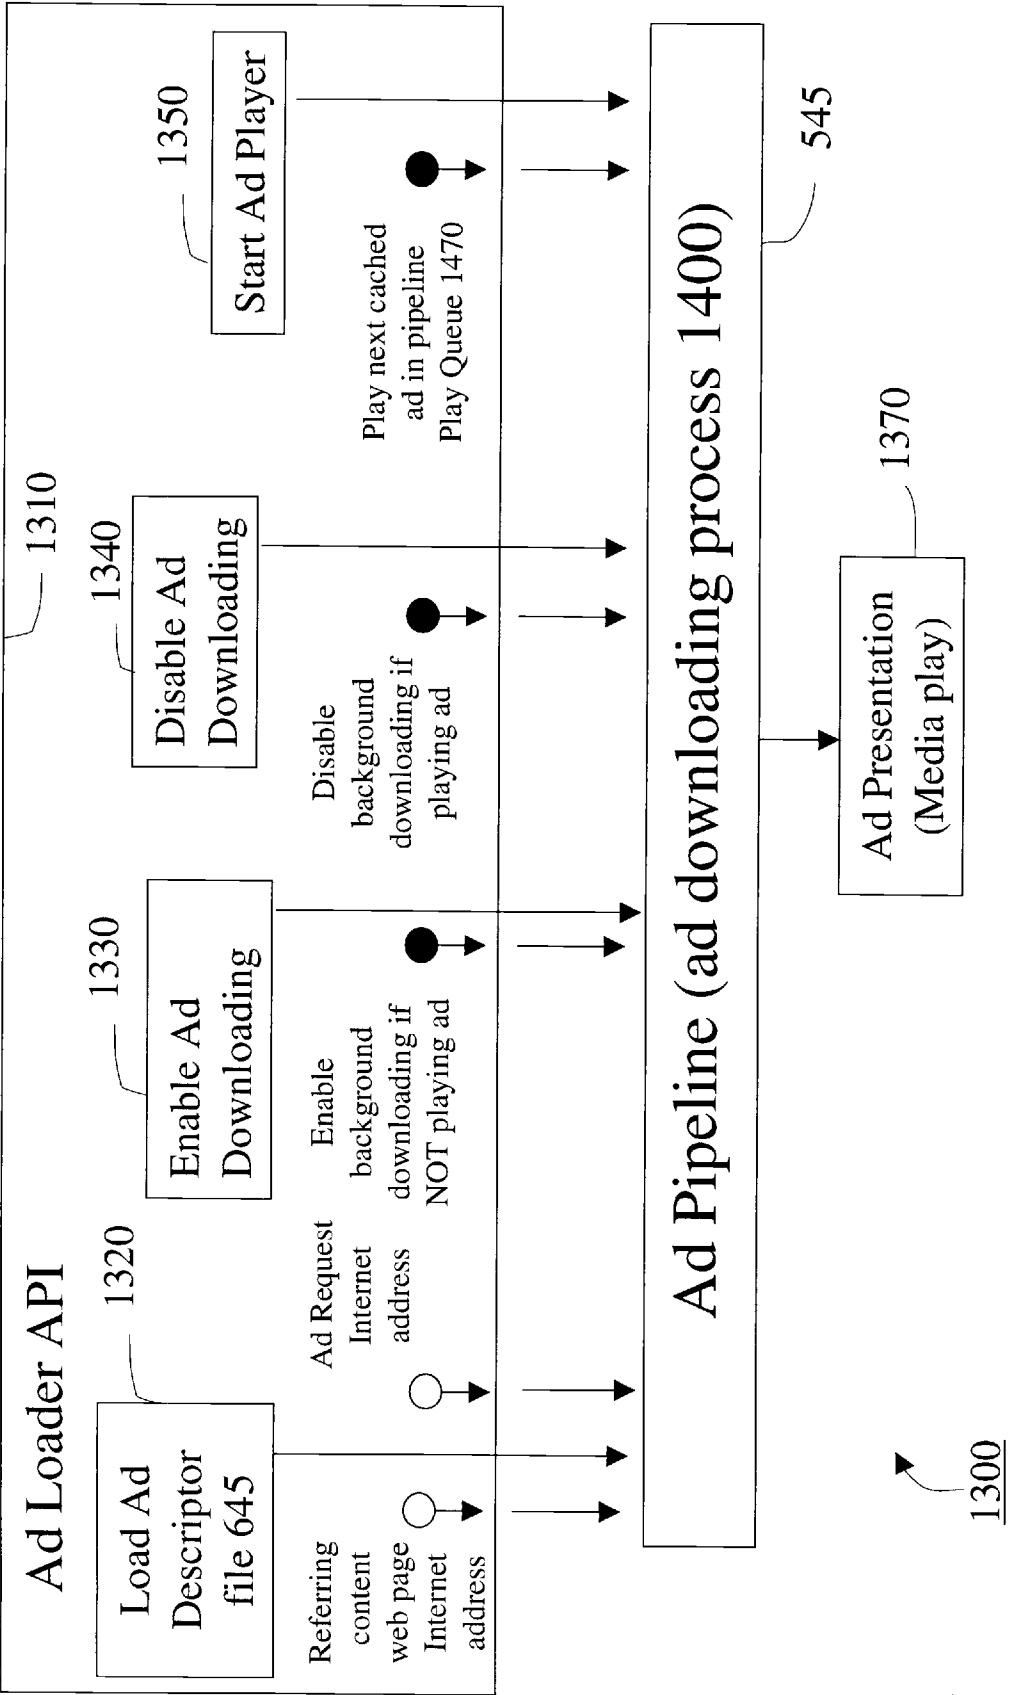 Ad Loader API
1310
1320
Load Ad
Descriptor
file 645
1330
Enable Ad
Downloading
1340
Disable Ad
Downloading
1350
Start Ad Player
Referring
content
web page
Internet
address
Ad Request
Internet
address
Enable
background
downloading if
NOT playing ad
Disable
background
downloading if
playing ad
Play next cached
ad in pipeline
Play Queue 1470
Ad Pipeline (ad downloading process 1400)
545
Ad Presentation
(Media play)
1370
1300